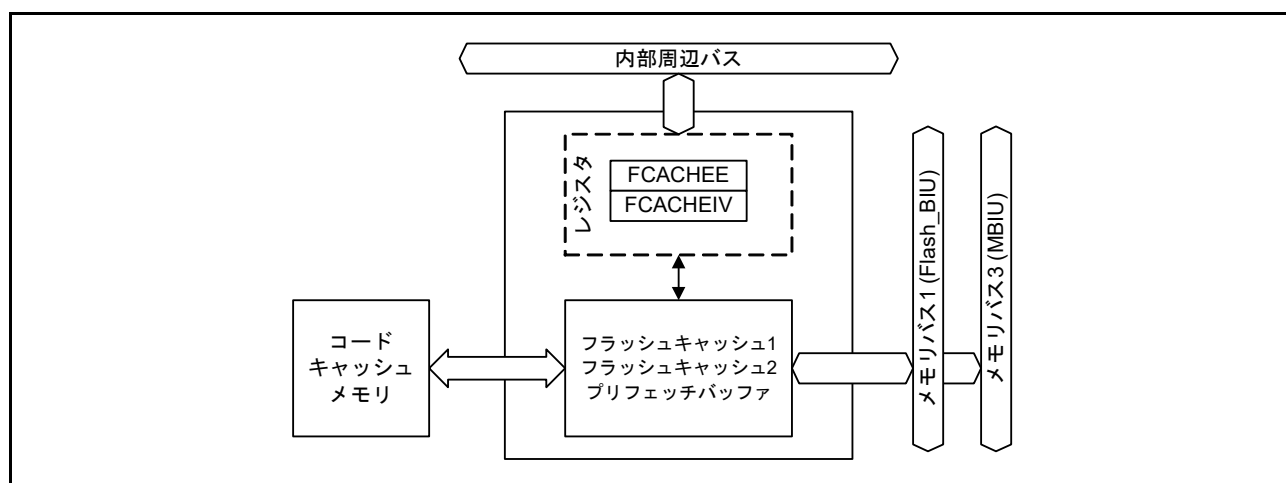 内部周辺バス
レジスタ
FCACHEE
FCACHEIV
コード
キャッシュ
メモリ
フラッシュキャッシュ1
フラッシュキャッシュ2
プリフェッチバッファ
メモリバス1 (Flash_BIU)
メモリバス3 (MBIU)